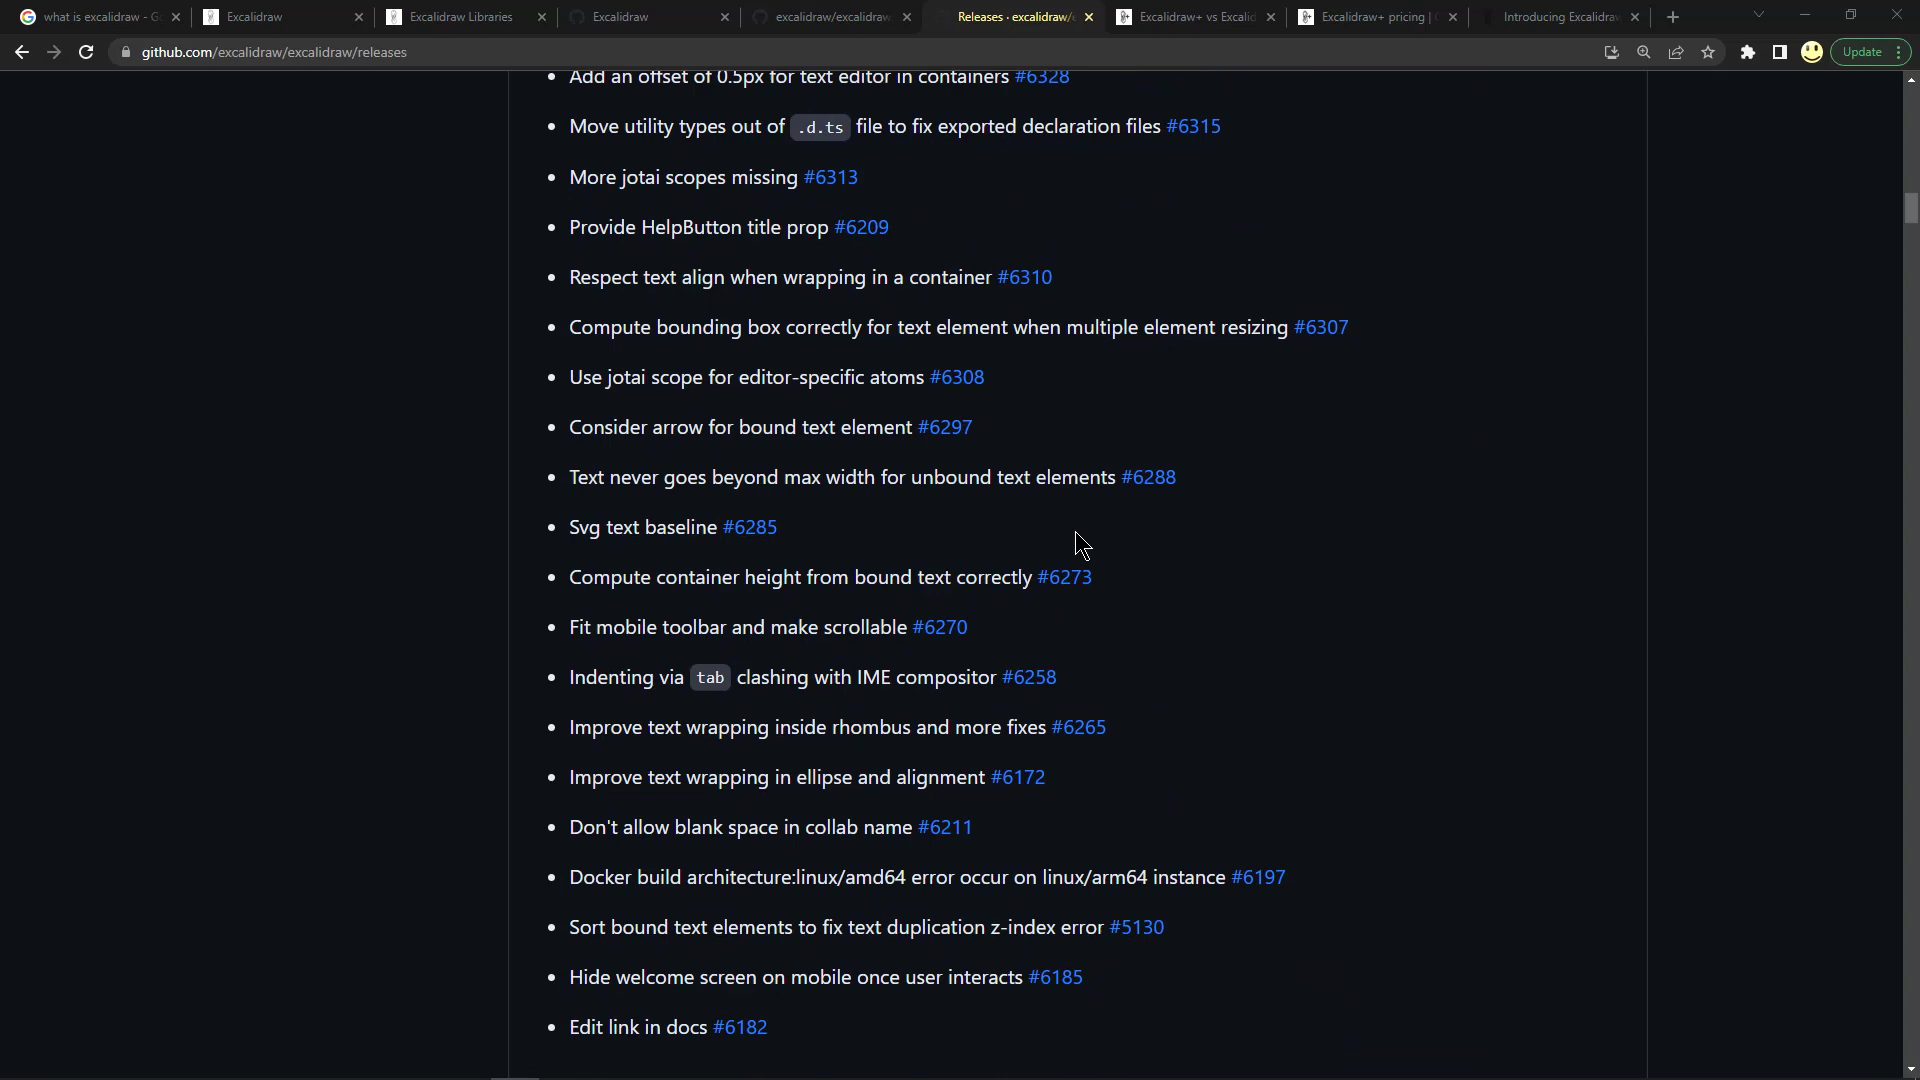 what is excalidraw - Go
Excalidraw
Excalidraw Libraries
Excalidraw
excalidraw/excalidraw
Releases · excalidraw/e
Excalidraw+ vs Excalid
Excalidraw+ pricing | 
Introducing Excalidraw
github.com/excalidraw/excalidraw/releases
Update
Add an offset of 0.5px for text editor in containers #6328
Move utility types out of .d.ts file to fix exported declaration files #6315
More jotai scopes missing #6313
Provide HelpButton title prop #6209
Respect text align when wrapping in a container #6310
Compute bounding box correctly for text element when multiple element resizing #6307
Use jotai scope for editor-specific atoms #6308
Consider arrow for bound text element #6297
Text never goes beyond max width for unbound text elements #6288
Svg text baseline #6285
Compute container height from bound text correctly #6273
Fit mobile toolbar and make scrollable #6270
Indenting via tab clashing with IME compositor #6258
Improve text wrapping inside rhombus and more fixes #6265
Improve text wrapping in ellipse and alignment #6172
Don't allow blank space in collab name #6211
Docker build architecture:linux/amd64 error occur on linux/arm64 instance #6197
Sort bound text elements to fix text duplication z-index error #5130
Hide welcome screen on mobile once user interacts #6185
Edit link in docs #6182